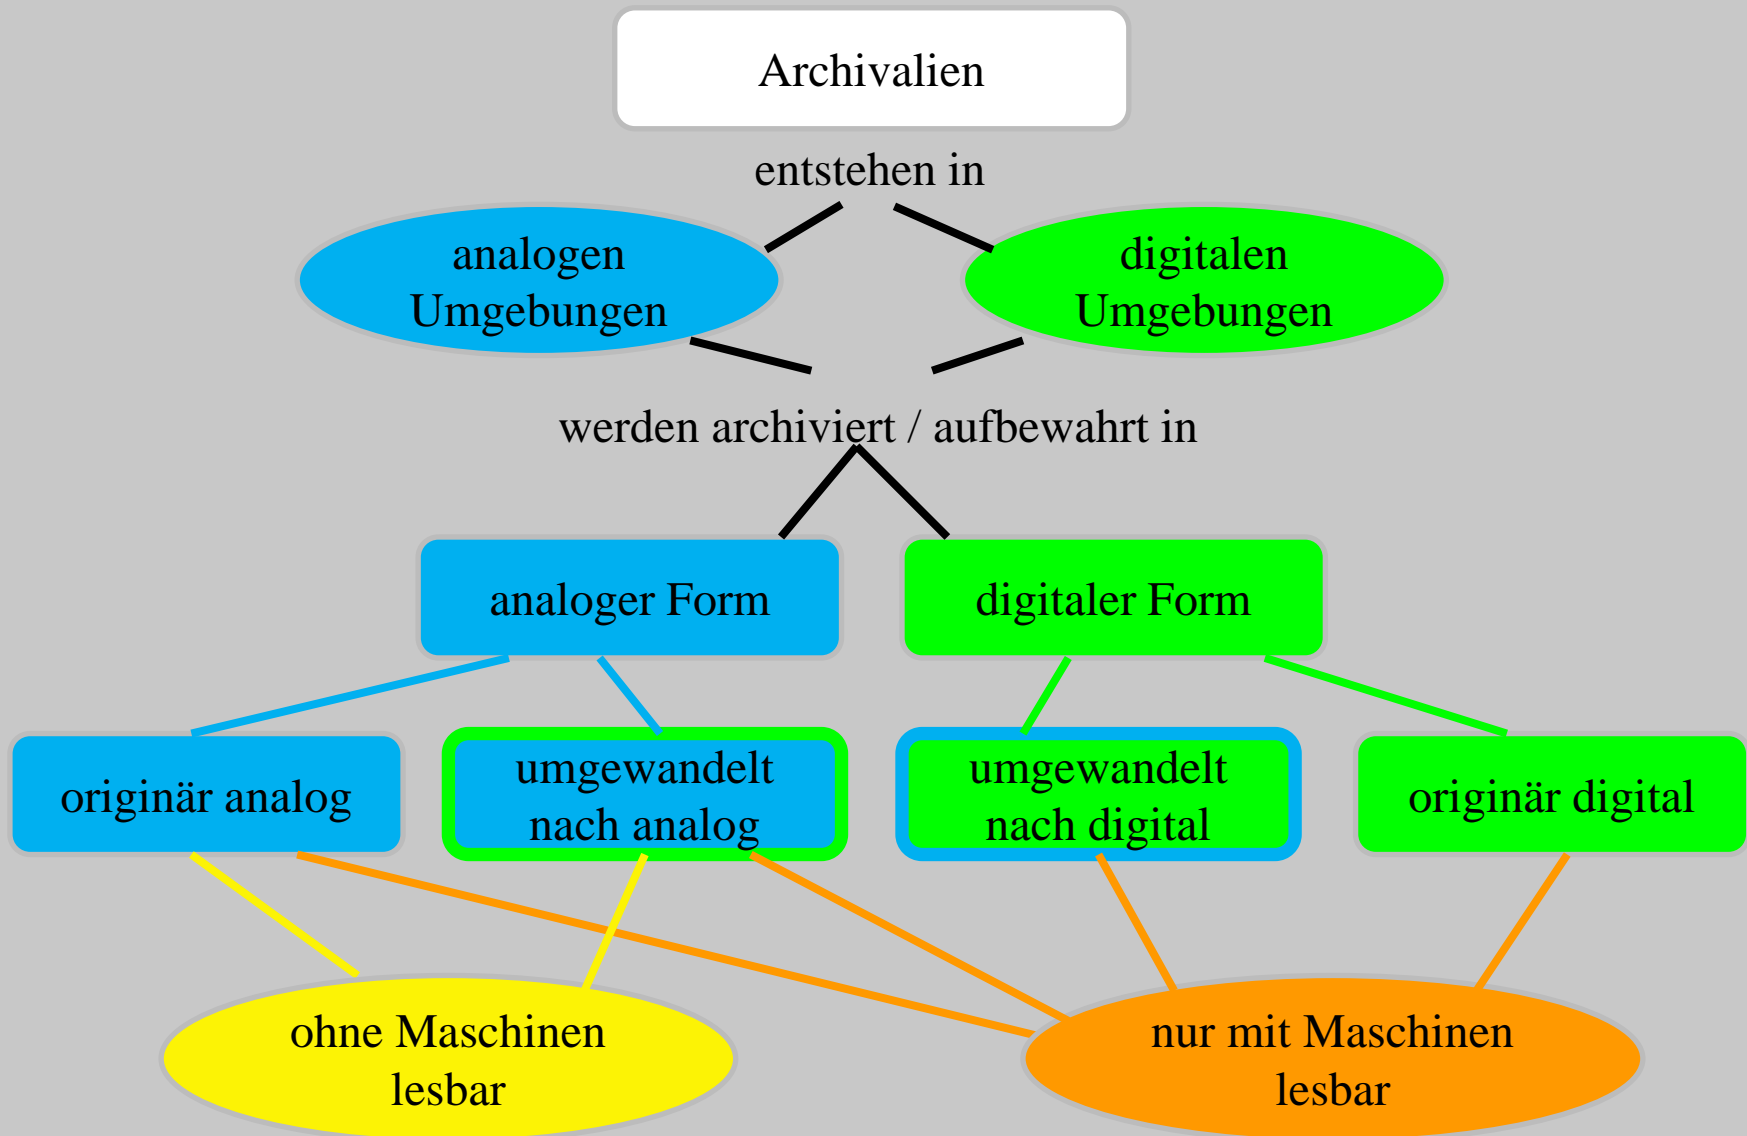 Archivalien
entstehen in
analogen
Umgebungen
digitalen
Umgebungen
werden archiviert / aufbewahrt in
analoger Form
digitaler Form
originär analog
umgewandelt
nach analog
umgewandelt
nach digital
originär digital
ohne Maschinen
lesbar
nur mit Maschinen
lesbar